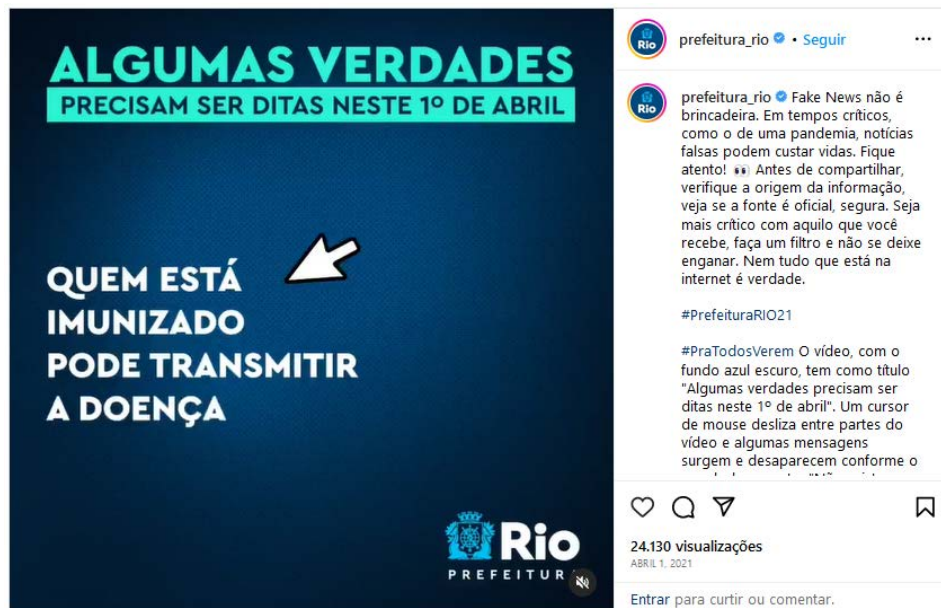 ALGUMAS VERDADES
PRECISAM SER DITAS NESTE 1º DE ABRIL
QUEM ESTÁ
IMUNIZADO
PODE TRANSMITIR
A DOENÇA
Rio
PREFEITUR
Rio
prefeitura_rio • Seguir
Rio
prefeitura_rio Fake News não é
brincadeira. Em tempos críticos,
como o de uma pandemia, notícias
falsas podem custar vidas. Fique
atento! 👀 Antes de compartilhar,
verifique a origem da informação,
veja se a fonte é oficial, segura. Seja
mais crítico com aquilo que você
recebe, faça um filtro e não se deixe
enganar. Nem tudo que está na
internet é verdade.
#PrefeituraRIO21
#PraTodosVerem O vídeo, com o
fundo azul escuro, tem como título
"Algumas verdades precisam ser
ditas neste 1º de abril". Um cursor
de mouse desliza entre partes do
vídeo e algumas mensagens
surgem e desaparecem conforme o
24.130 visualizações
ABRIL 1, 2021
Entrar para curtir ou comentar.